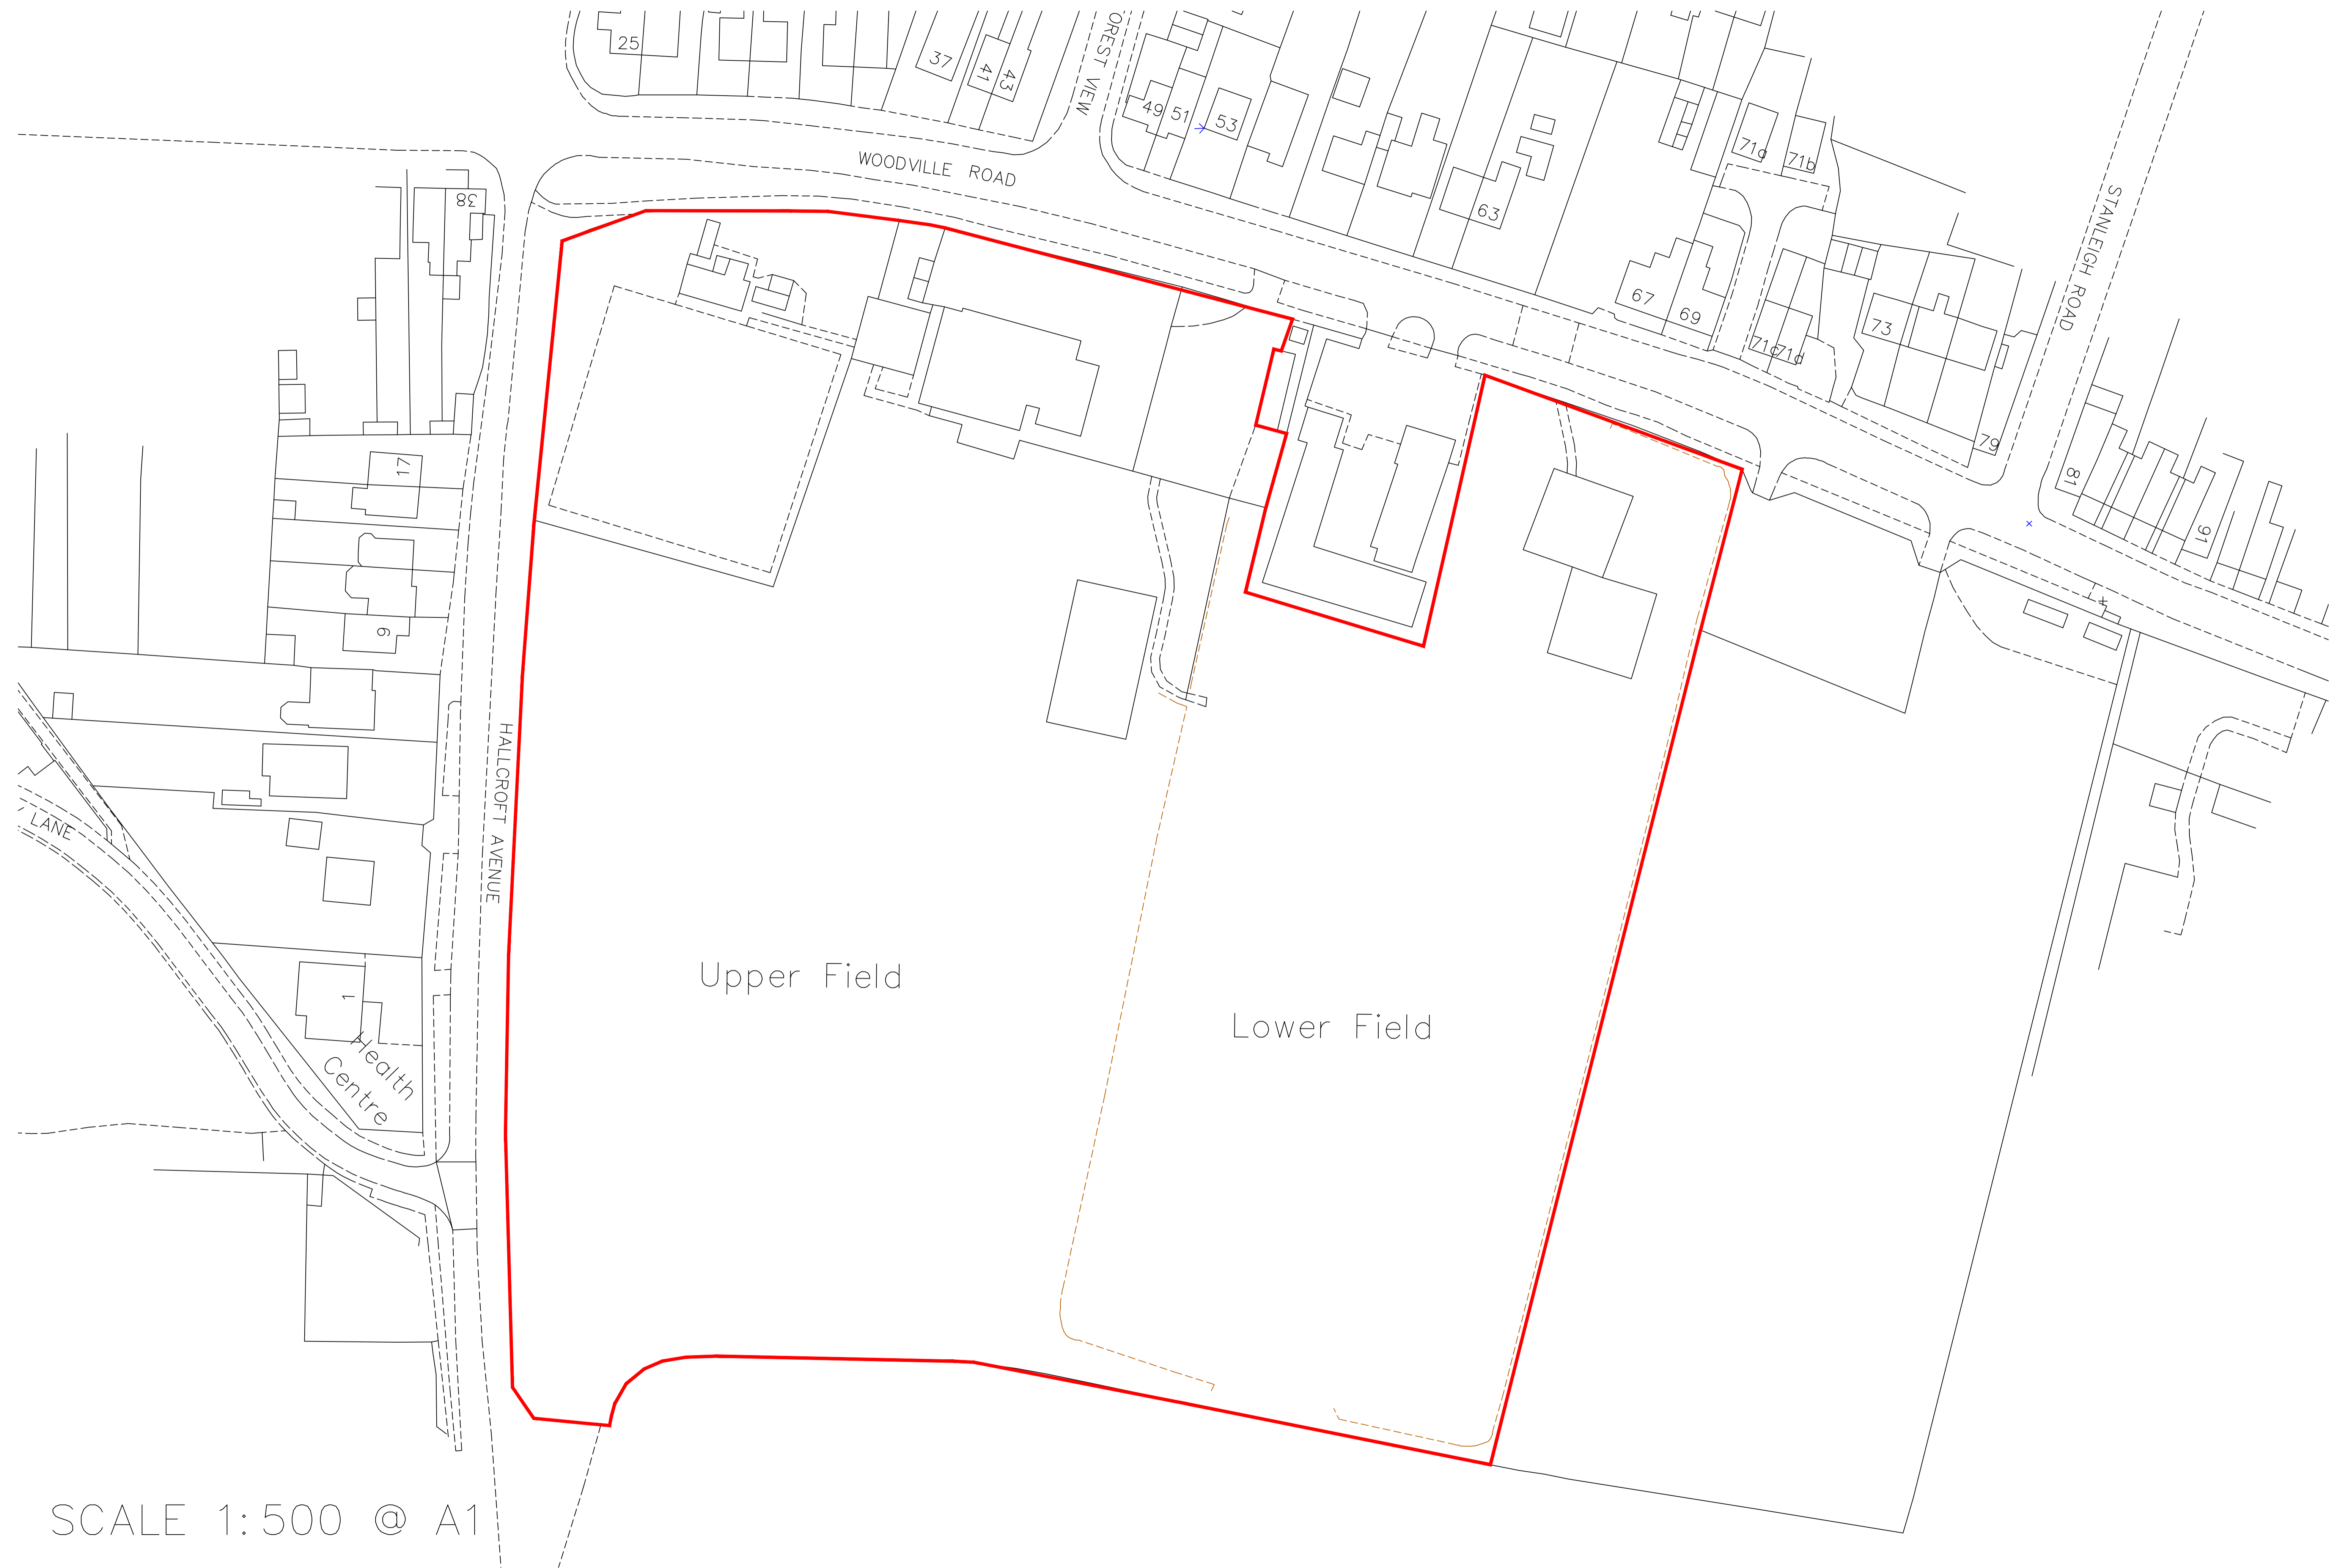 25
37
41
43
OREST VIEW
49
51
53
WOODVILLE ROAD
63
71a
71b
STANLEIGH ROAD
38
67
69
71c
71d
73
79
81
91
17
9
HALLCROFT AVENUE
LANE
Upper Field
Lower Field
1
Health
Centre
SCALE 1:500 @ A1